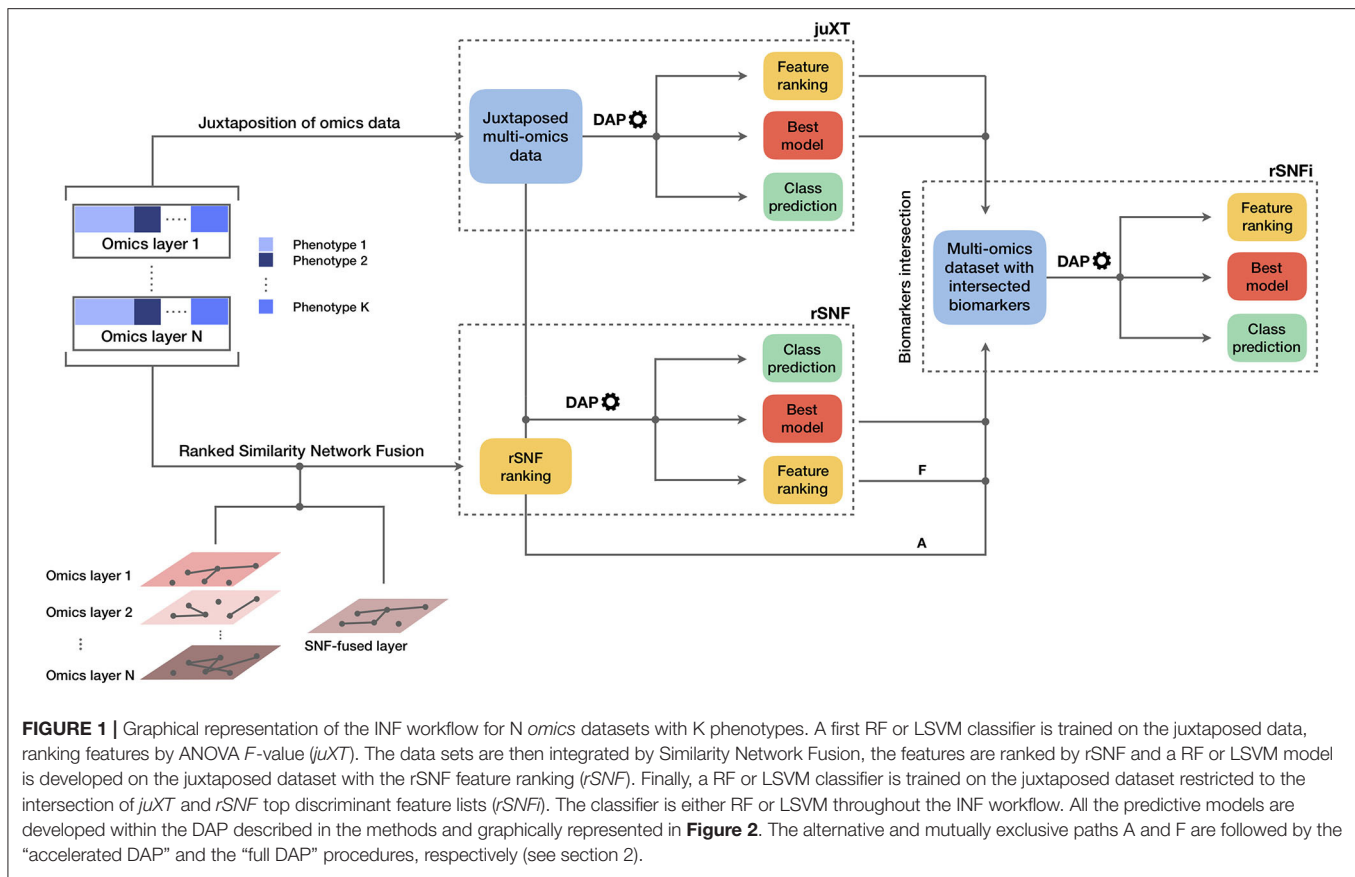 juXT
Juxtaposition of omics data
Juxtaposed
multi-omics
data
DAP
Feature
ranking
Best
model
Class
prediction
Omics layer 1
Omics layer N
Phenotype 1
Phenotype 2
Phenotype K
rSNFi
Biomarkers intersection
Multi-omics
dataset with
intersected
biomarkers
DAP
Feature
ranking
Best
model
Class
prediction
rSNF
Ranked Similarity Network Fusion
rSNF
ranking
DAP
Class
prediction
Best
model
Feature
ranking
F
A
Omics layer 1
Omics layer 2
Omics layer N
SNF-fused layer
FIGURE 1 | Graphical representation of the INF workflow for N omics datasets with K phenotypes. A first RF or LSVM classifier is trained on the juxtaposed data,
ranking features by ANOVA F-value (juXT). The data sets are then integrated by Similarity Network Fusion, the features are ranked by rSNF and a RF or LSVM model
is developed on the juxtaposed dataset with the rSNF feature ranking (rSNF). Finally, a RF or LSVM classifier is trained on the juxtaposed dataset restricted to the
intersection of juXT and rSNF top discriminant feature lists (rSNFi). The classifier is either RF or LSVM throughout the INF workflow. All the predictive models are
developed within the DAP described in the methods and graphically represented in Figure 2. The alternative and mutually exclusive paths A and F are followed by the
“accelerated DAP” and the “full DAP” procedures, respectively (see section 2).